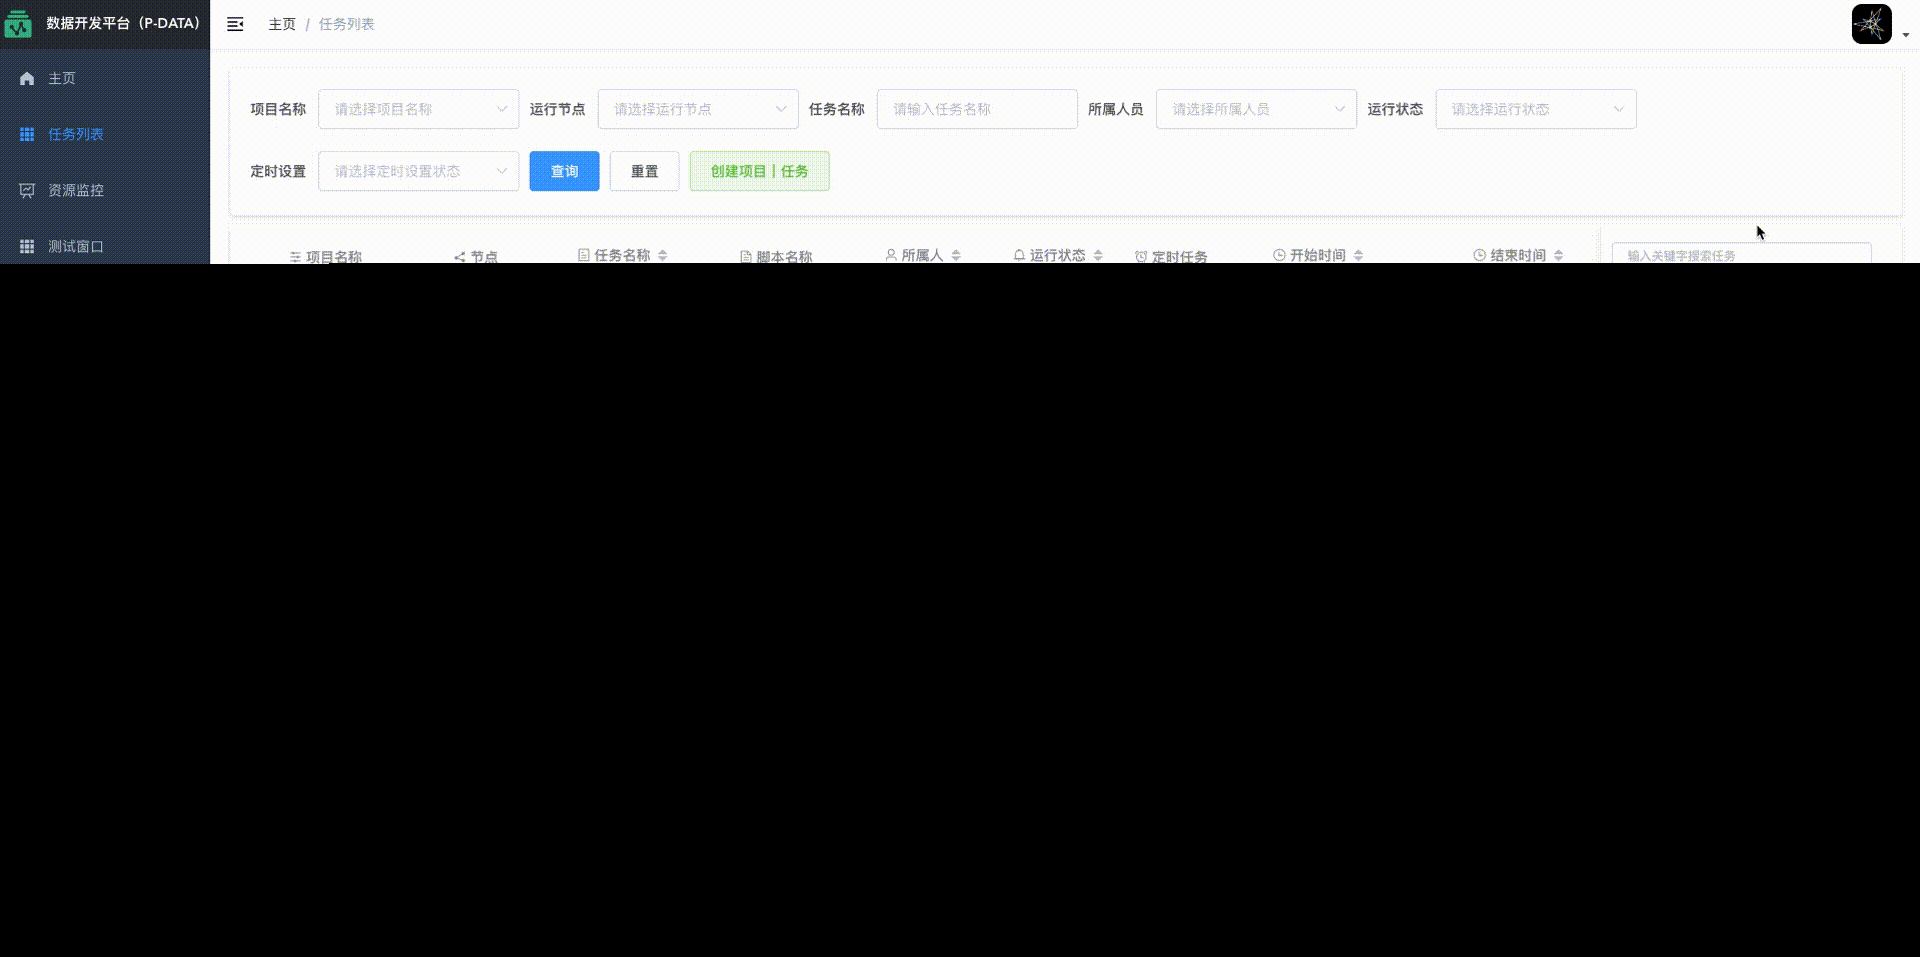 数据开发平台（P-DATA）
主页 / 任务列表
主页
任务列表
资源监控
测试窗口
项目名称 请选择项目名称 运行节点 请选择运行节点 任务名称 请输入任务名称 所属人员 请选择所属人员 运行状态 请选择运行状态
定时设置 请选择定时设置状态 查询 重置 创建项目 | 任务
项目名称 节点 任务名称 脚本名称 所属人 运行状态 定时任务 开始时间 结束时间 输入关键字搜索任务